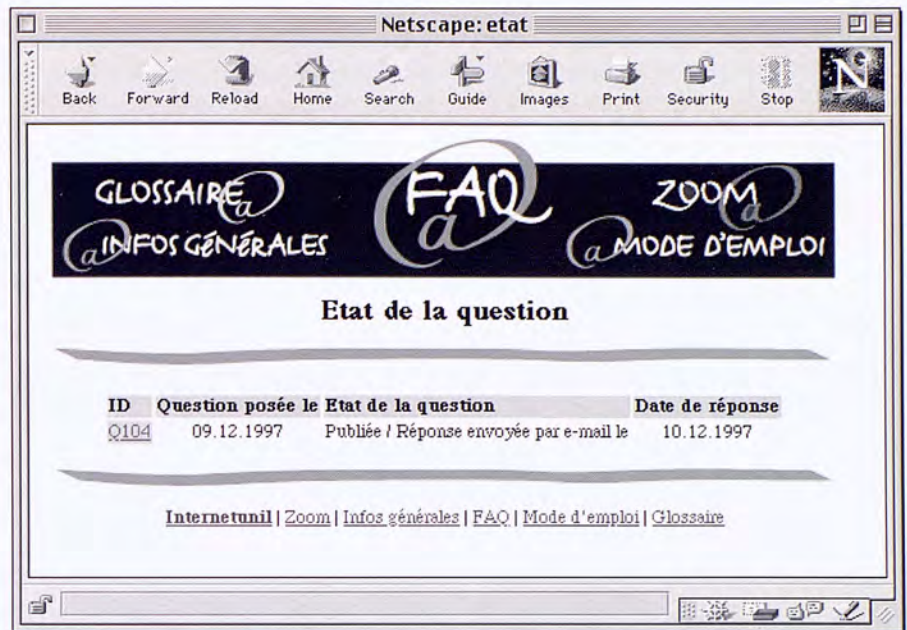 Netscape: etat
Back Forward Reload Home Search Guide Images Print Security Stop N
GLOSSAIRE @ FAQ @ ZOOM @
@ INFOS GÉNÉRALES @ MODE D'EMPLOI
Etat de la question
ID Question posée le Etat de la question Date de réponse
Q104 09.12.1997 Publiée / Réponse envoyée par e-mail le 10.12.1997
Internetunil | Zoom | Infos générales | FAQ | Mode d'emploi | Glossaire